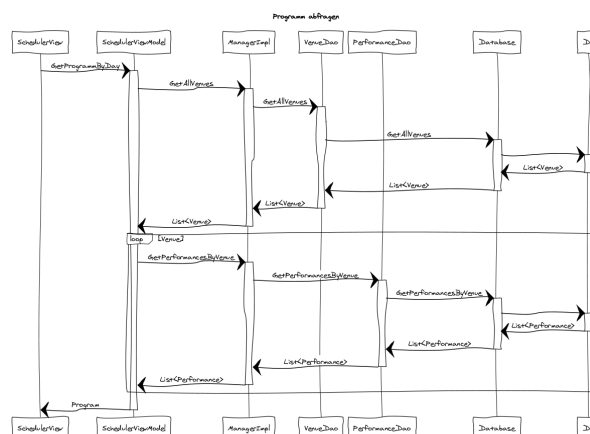 Programm abfragen
SchedulerView SchedulerViewModel ManagerImpl VenueDao PerformanceDao Database D
GetProgrammByDay
GetAllVenues
GetAllVenues
GetAllVenues
List<Venue>
List<Venue>
List<Venue>
List<Venue>
loop [Venue]
GetPerformancesByVenue
GetPerformancesByVenue
GetPerformancesByVenue
List<Performance>
List<Performance>
List<Performance>
List<Performance>
Program
SchedulerView SchedulerViewModel ManagerImpl VenueDao PerformanceDao Database D